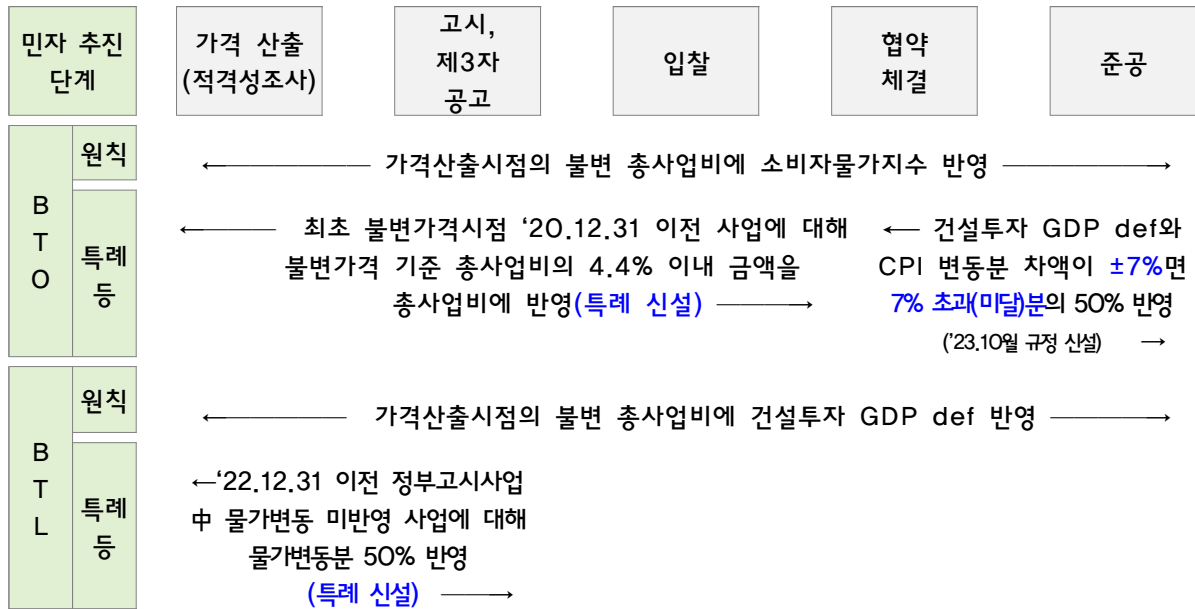 민자 추진
단계
가격 산출
(적격성조사)
고시,
제3자
공고
입찰
협약
체결
준공
B
T
O
원칙
←―――――― 가격산출시점의 불변 총사업비에 소비자물가지수 반영 ――――――→
특례
등
←――― 최초 불변가격시점 ‘20.12.31 이전 사업에 대해
불변가격 기준 총사업비의 4.4% 이내 금액을
총사업비에 반영(특례 신설) ―――→
←― 건설투자 GDP def와
CPI 변동분 차액이 ±7%면
7% 초과(미달)분의 50% 반영
(’23.10월 규정 신설) →
B
T
L
원칙
←――――― 가격산출시점의 불변 총사업비에 건설투자 GDP def 반영 ――――→
특례
등
←‘22.12.31 이전 정부고시사업
中 물가변동 미반영 사업에 대해
물가변동분 50% 반영
(특례 신설) ――→